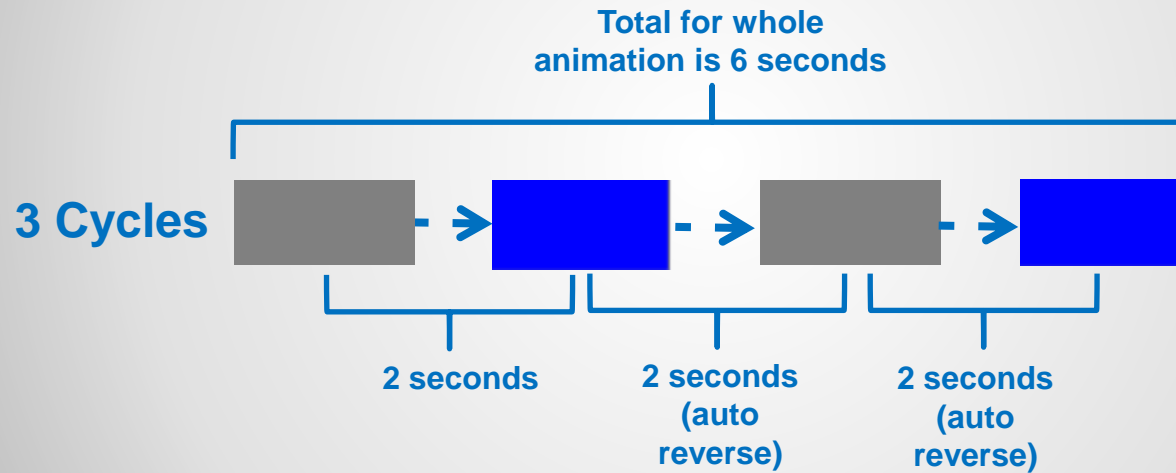 Total for whole
animation is 6 seconds
3 Cycles
2 seconds
2 seconds
(auto
reverse)
2 seconds
(auto
reverse)